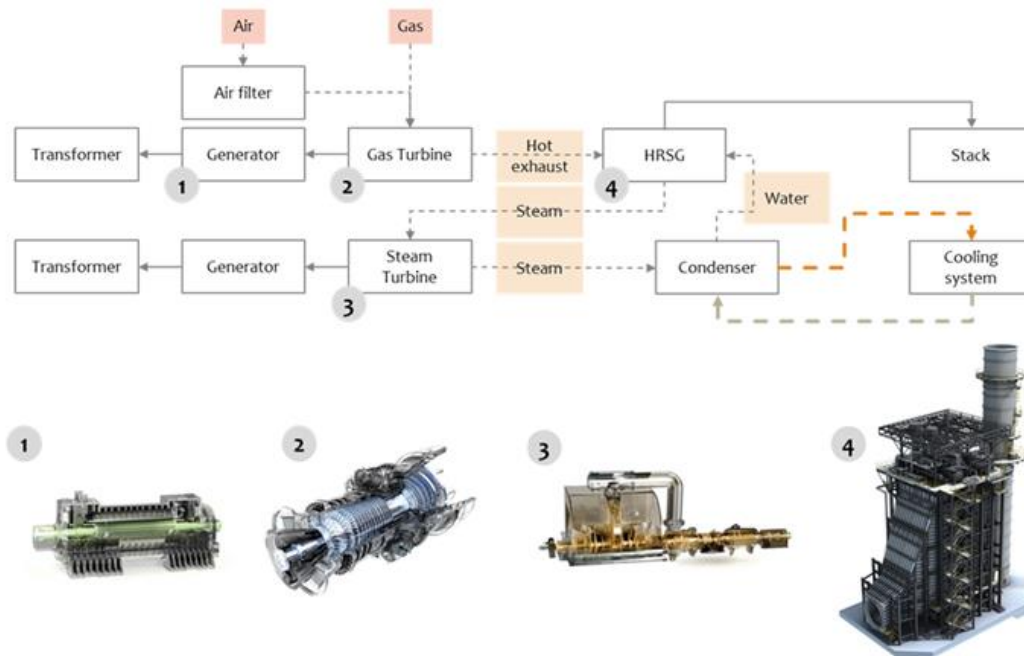 Air
Gas
Air filter
Transformer
Generator
Gas Turbine
Hot
exhaust
HRSG
Stack
1
2
4
Steam
Water
Transformer
Generator
Steam
Turbine
Steam
Condenser
Cooling
system
3
1
2
3
4